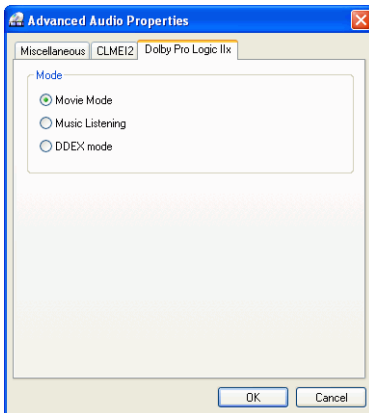 Advanced Audio Properties
Miscellaneous CLMEI2 Dolby Pro Logic IIx
Mode
Movie Mode
Music Listening
DDEX mode
OK Cancel